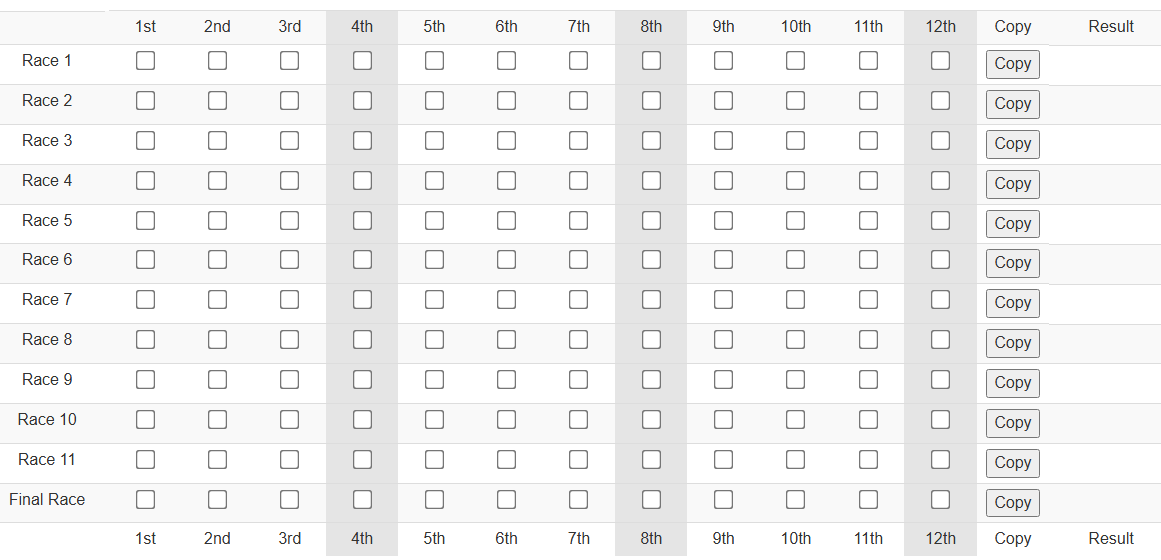 1st 2nd 3rd 4th 5th 6th 7th 8th 9th 10th 11th 12th Copy Result
Race 1 Copy
Race 2 Copy
Race 3 Copy
Race 4 Copy
Race 5 Copy
Race 6 Copy
Race 7 Copy
Race 8 Copy
Race 9 Copy
Race 10 Copy
Race 11 Copy
Final Race Copy
1st 2nd 3rd 4th 5th 6th 7th 8th 9th 10th 11th 12th Copy Result